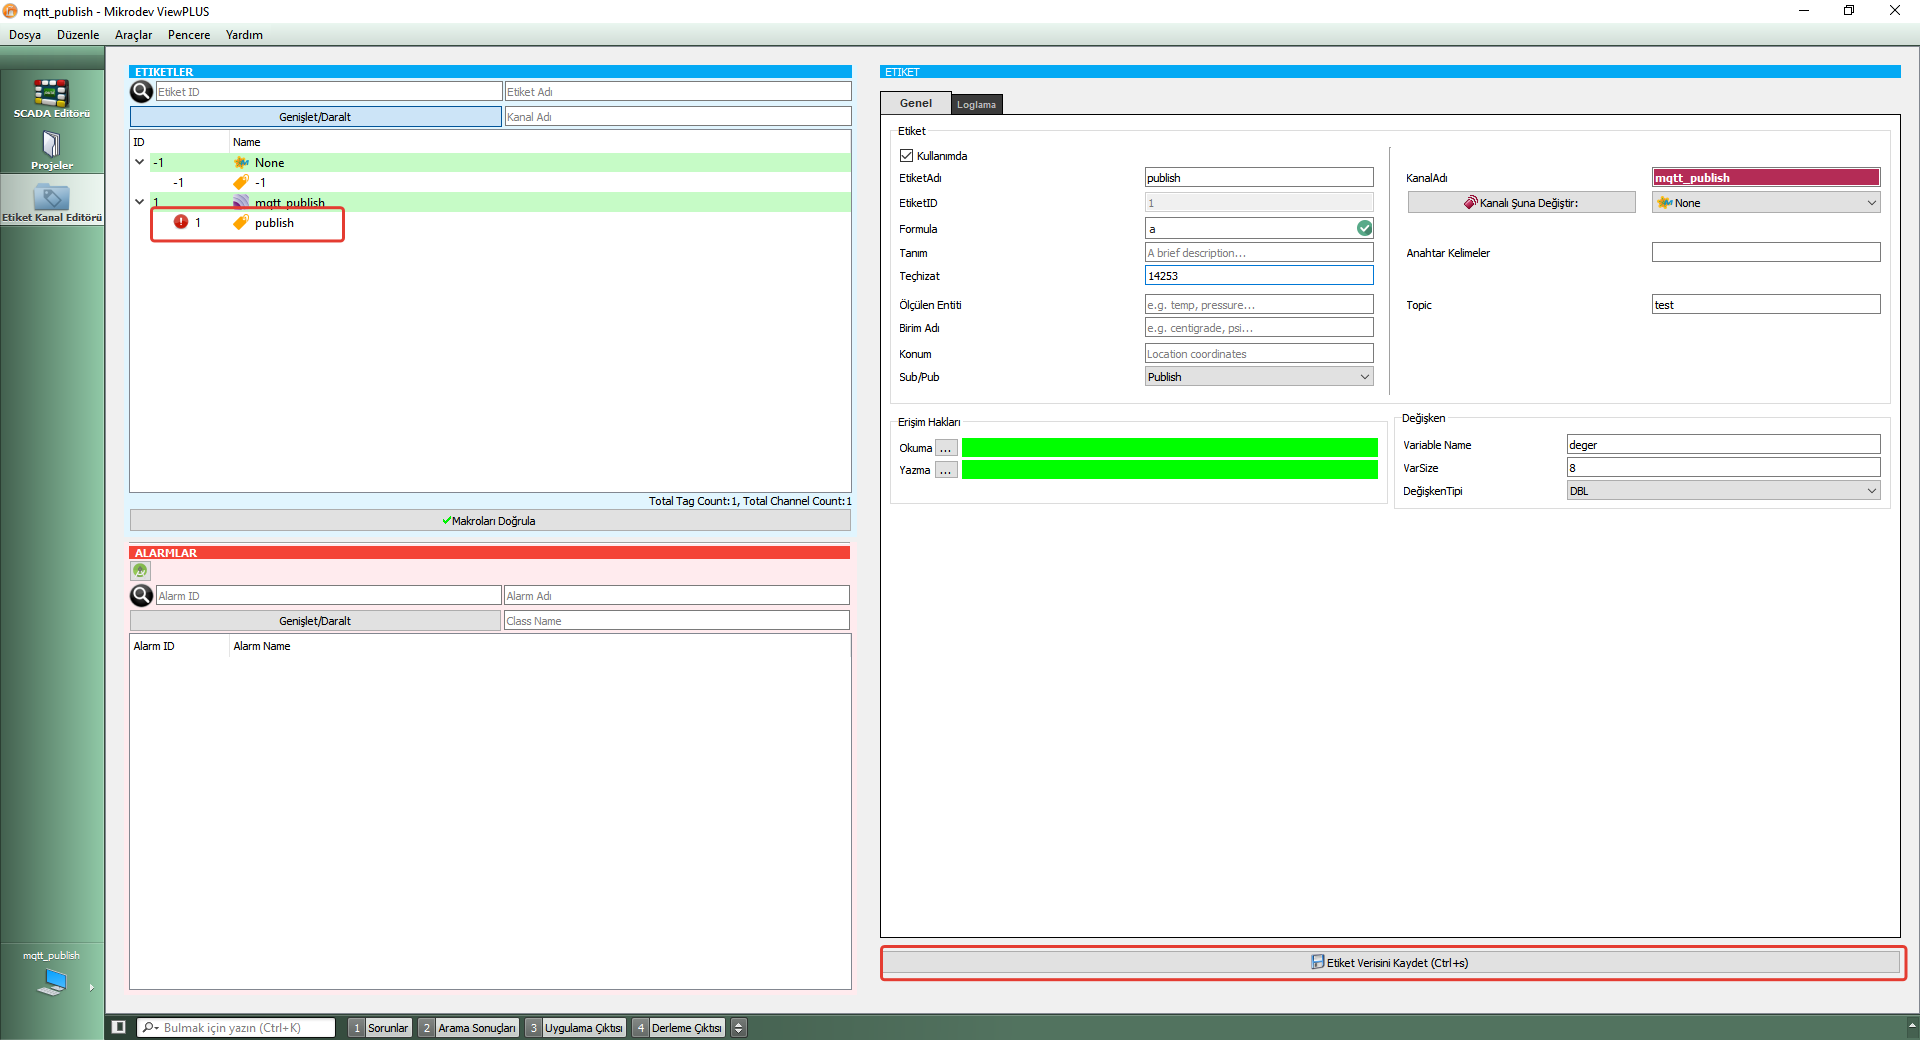 mqtt_publish - Mikrodev ViewPLUS
Dosya Düzenle Araçlar Pencere Yardım
SCADA Editörü
Projeler
Etiket Kanal Editörü
mqtt_publish
ETİKETLER
Etiket ID Etiket Adı
Genişlet/Daralt Kanal Adı
ID Name
-1 None
-1 -1
1 mqtt_publish
1 publish
Total Tag Count:1, Total Channel Count:1
Makroları Doğrula
ALARMLAR
Alarm ID Alarm Adı
Genişlet/Daralt Class Name
Alarm ID Alarm Name
ETİKET
Genel Loglama
Etiket
Kullanımda
EtiketAdı publish KanalAdı mqtt_publish
EtiketID 1 Kanalı Şuna Değiştir: None
Formula a
Tanım A brief description... Anahtar Kelimeler
Teçhizat 14253
Ölçülen Entiti e.g. temp, pressure... Topic test
Birim Adı e.g. centigrade, psi...
Konum Location coordinates
Sub/Pub Publish
Erişim Hakları
Okuma ...
Yazma ...
Değişken
Variable Name deger
VarSize 8
DeğişkenTipi DBL
Etiket Verisini Kaydet (Ctrl+s)
Bulmak için yazın (Ctrl+K) 1 Sorunlar 2 Arama Sonuçları 3 Uygulama Çıktısı 4 Derleme Çıktısı